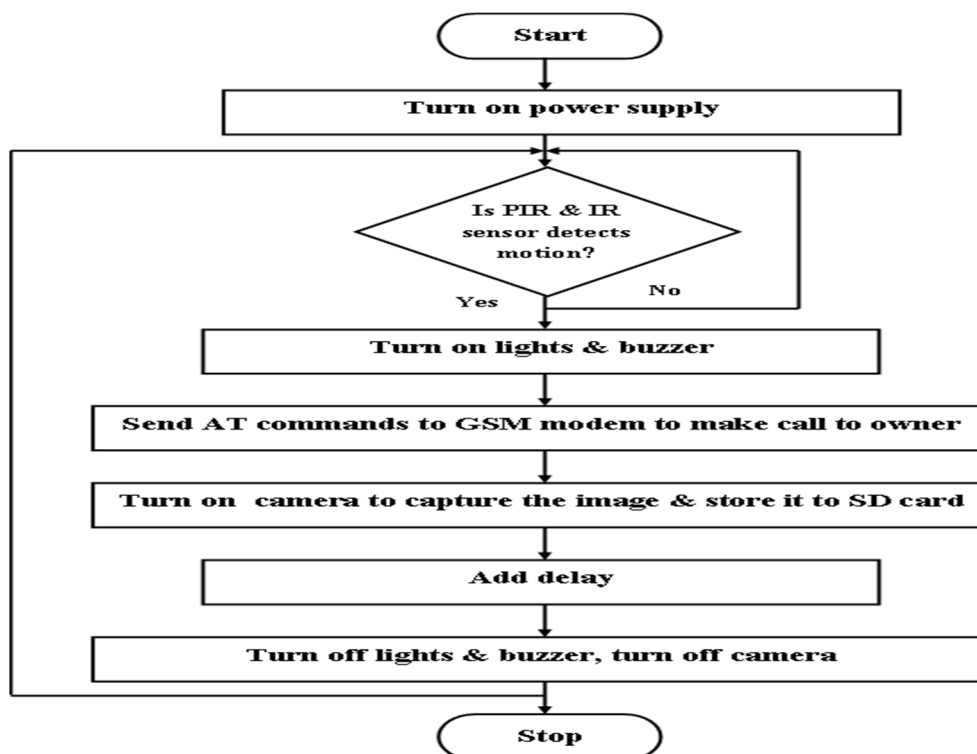 Start
Turn on power supply
Is PIR & IR
sensor detects
motion?
Yes
No
Turn on lights & buzzer
Send AT commands to GSM modem to make call to owner
Turn on camera to capture the image & store it to SD card
Add delay
Turn off lights & buzzer, turn off camera
Stop